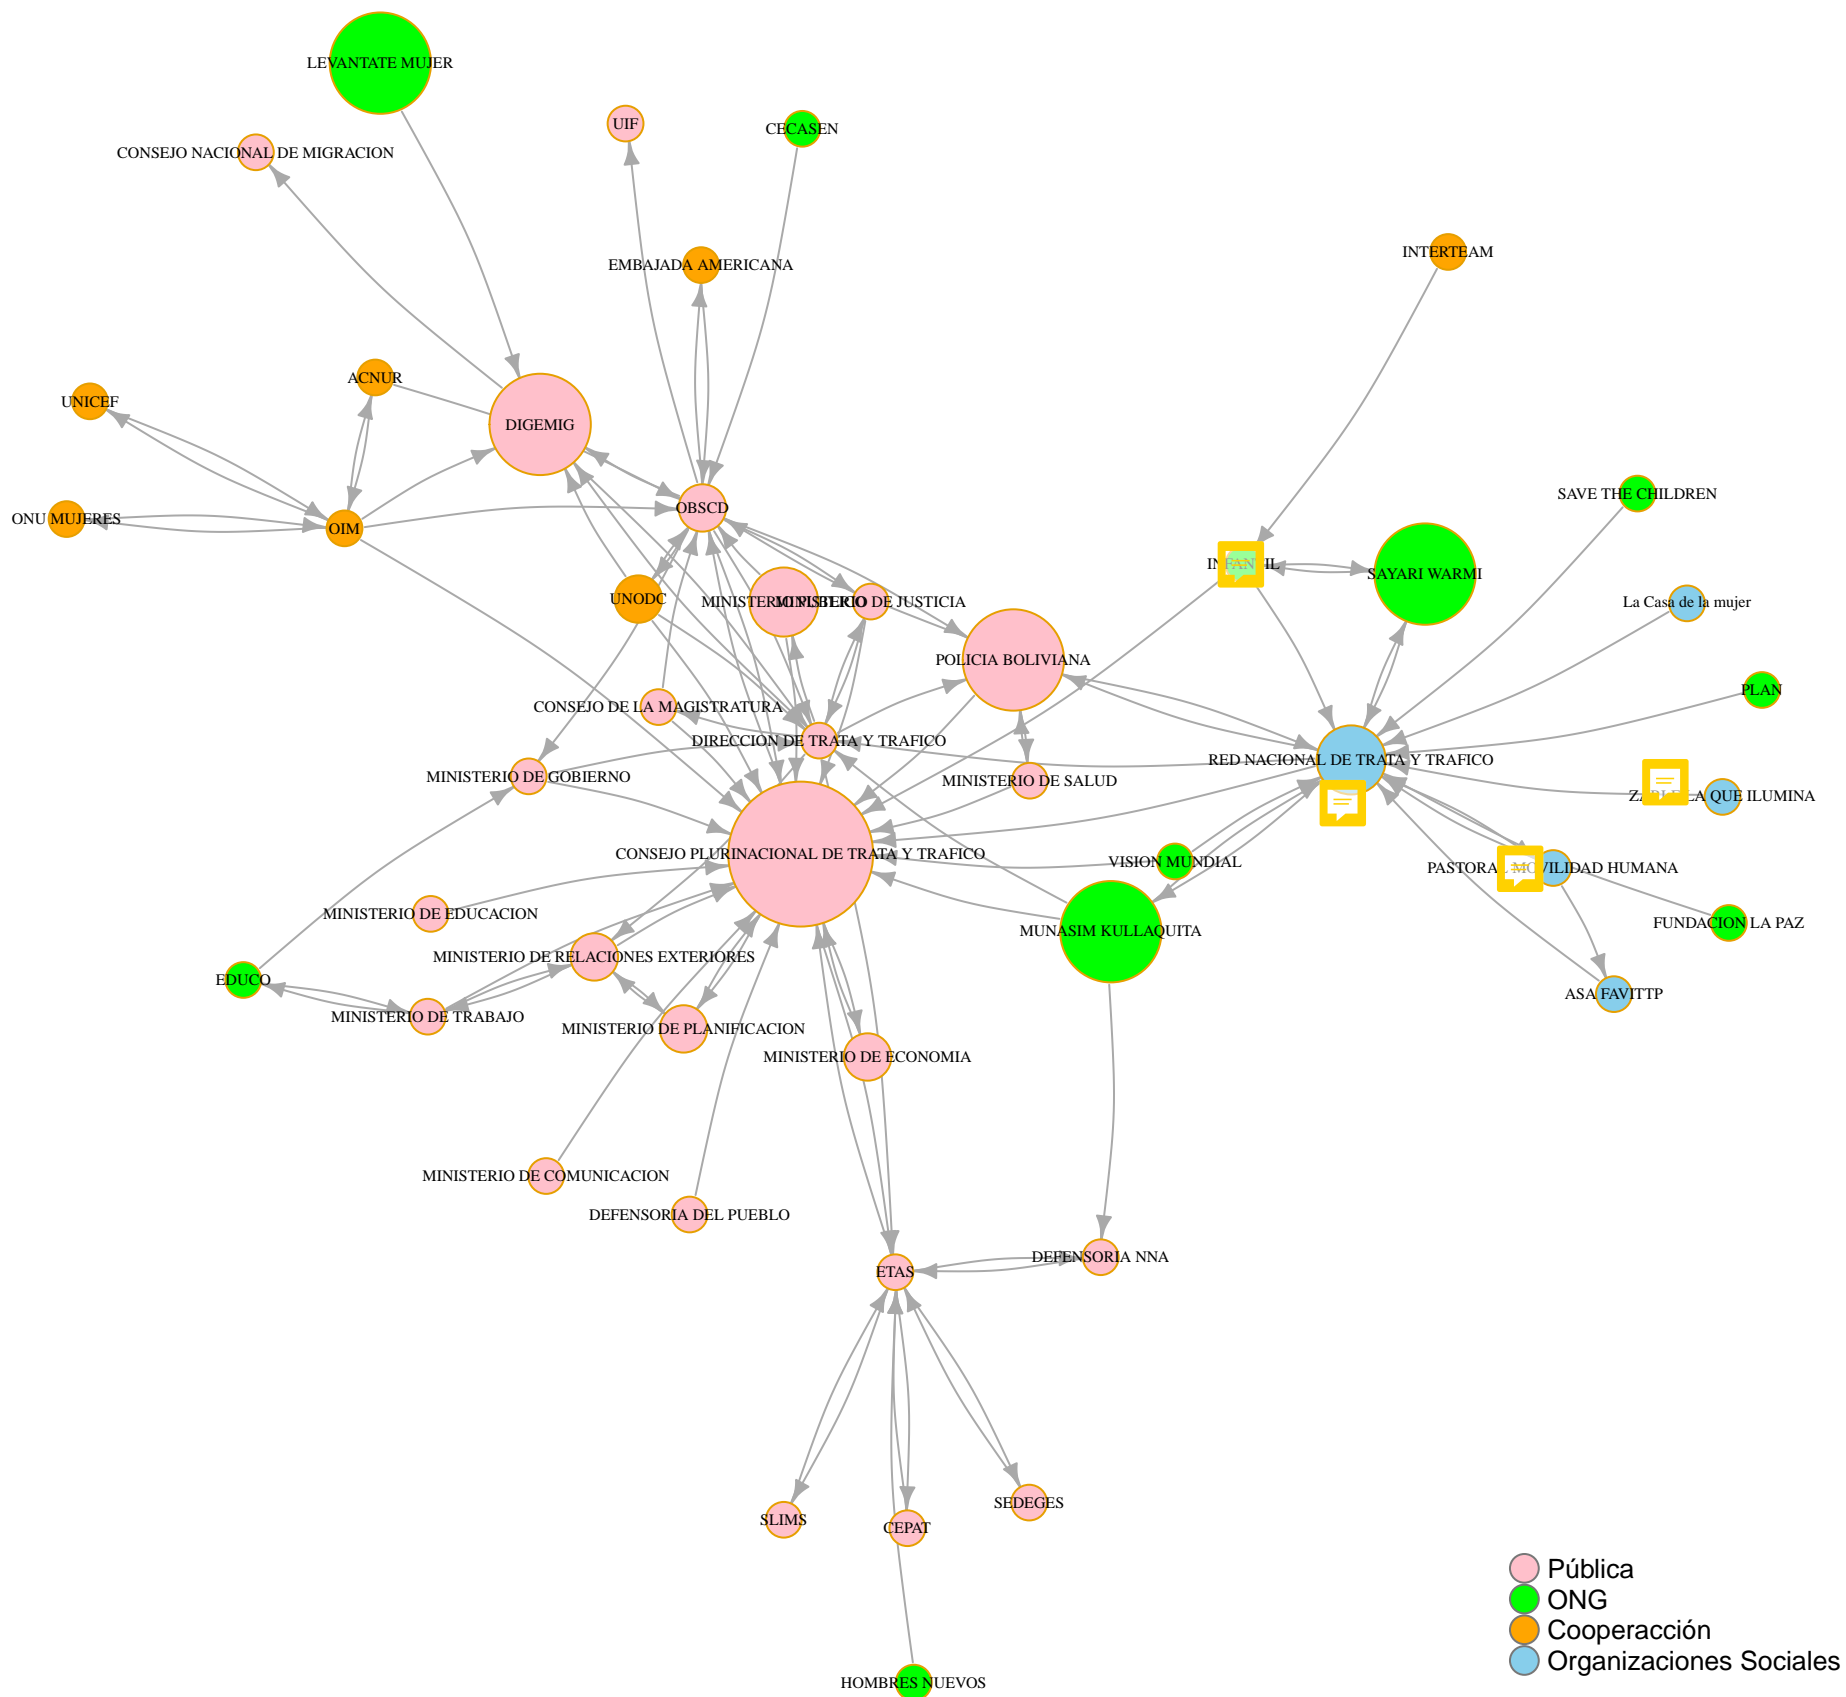 LEVANTATE MUJER
UIF
CECASEN
CONSEJO NACIONAL DE MIGRACION
INTERTEAM
EMBAJADA AMERICANA
ACNUR
UNICEF
DIGEMIG
SAVE THE CHILDREN
OBSCD
ONU MUJERES
OIM
SAYARI WARMI
UNODC
MINISTERIO DE JUSTICIA
La Casa de la mujer
POLICIA BOLIVIANA
PLAN
CONSEJO DE LA MAGISTRATURA
DIRECCION DE TRATA Y TRAFICO
RED NACIONAL DE TRATA Y TRAFICO
MINISTERIO DE GOBIERNO
MINISTERIO DE SALUD
LA QUE ILUMINA
CONSEJO PLURINACIONAL DE TRATA Y TRAFICO
VISION MUNDIAL
PASTORAL MOVILIDAD HUMANA
MINISTERIO DE EDUCACION
FUNDACION LA PAZ
MUNASIM KULLAQUITA
MINISTERIO DE RELACIONES EXTERIORES
EDUCO
ASA FAVITTP
MINISTERIO DE TRABAJO
MINISTERIO DE PLANIFICACION
MINISTERIO DE ECONOMIA
MINISTERIO DE COMUNICACION
DEFENSORIA DEL PUEBLO
DEFENSORIA NNA
ETAS
SEDEGES
SLIMS
CEPAT
HOMBRES NUEVOS
Pública
ONG
Cooperacción
Organizaciones Sociales